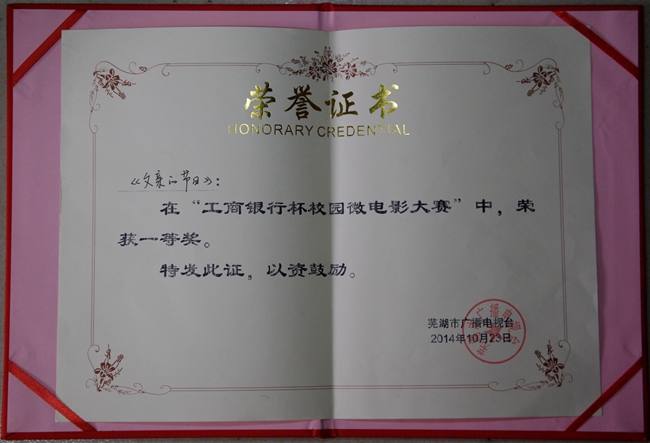 荣誉证书
HONORARY CREDENTIAL
《父亲的节日》：
在“工商银行杯校园微电影大赛”中，荣
获一等奖。
特发此证，以资鼓励。
芜湖市广播电视台
2014年10月23日